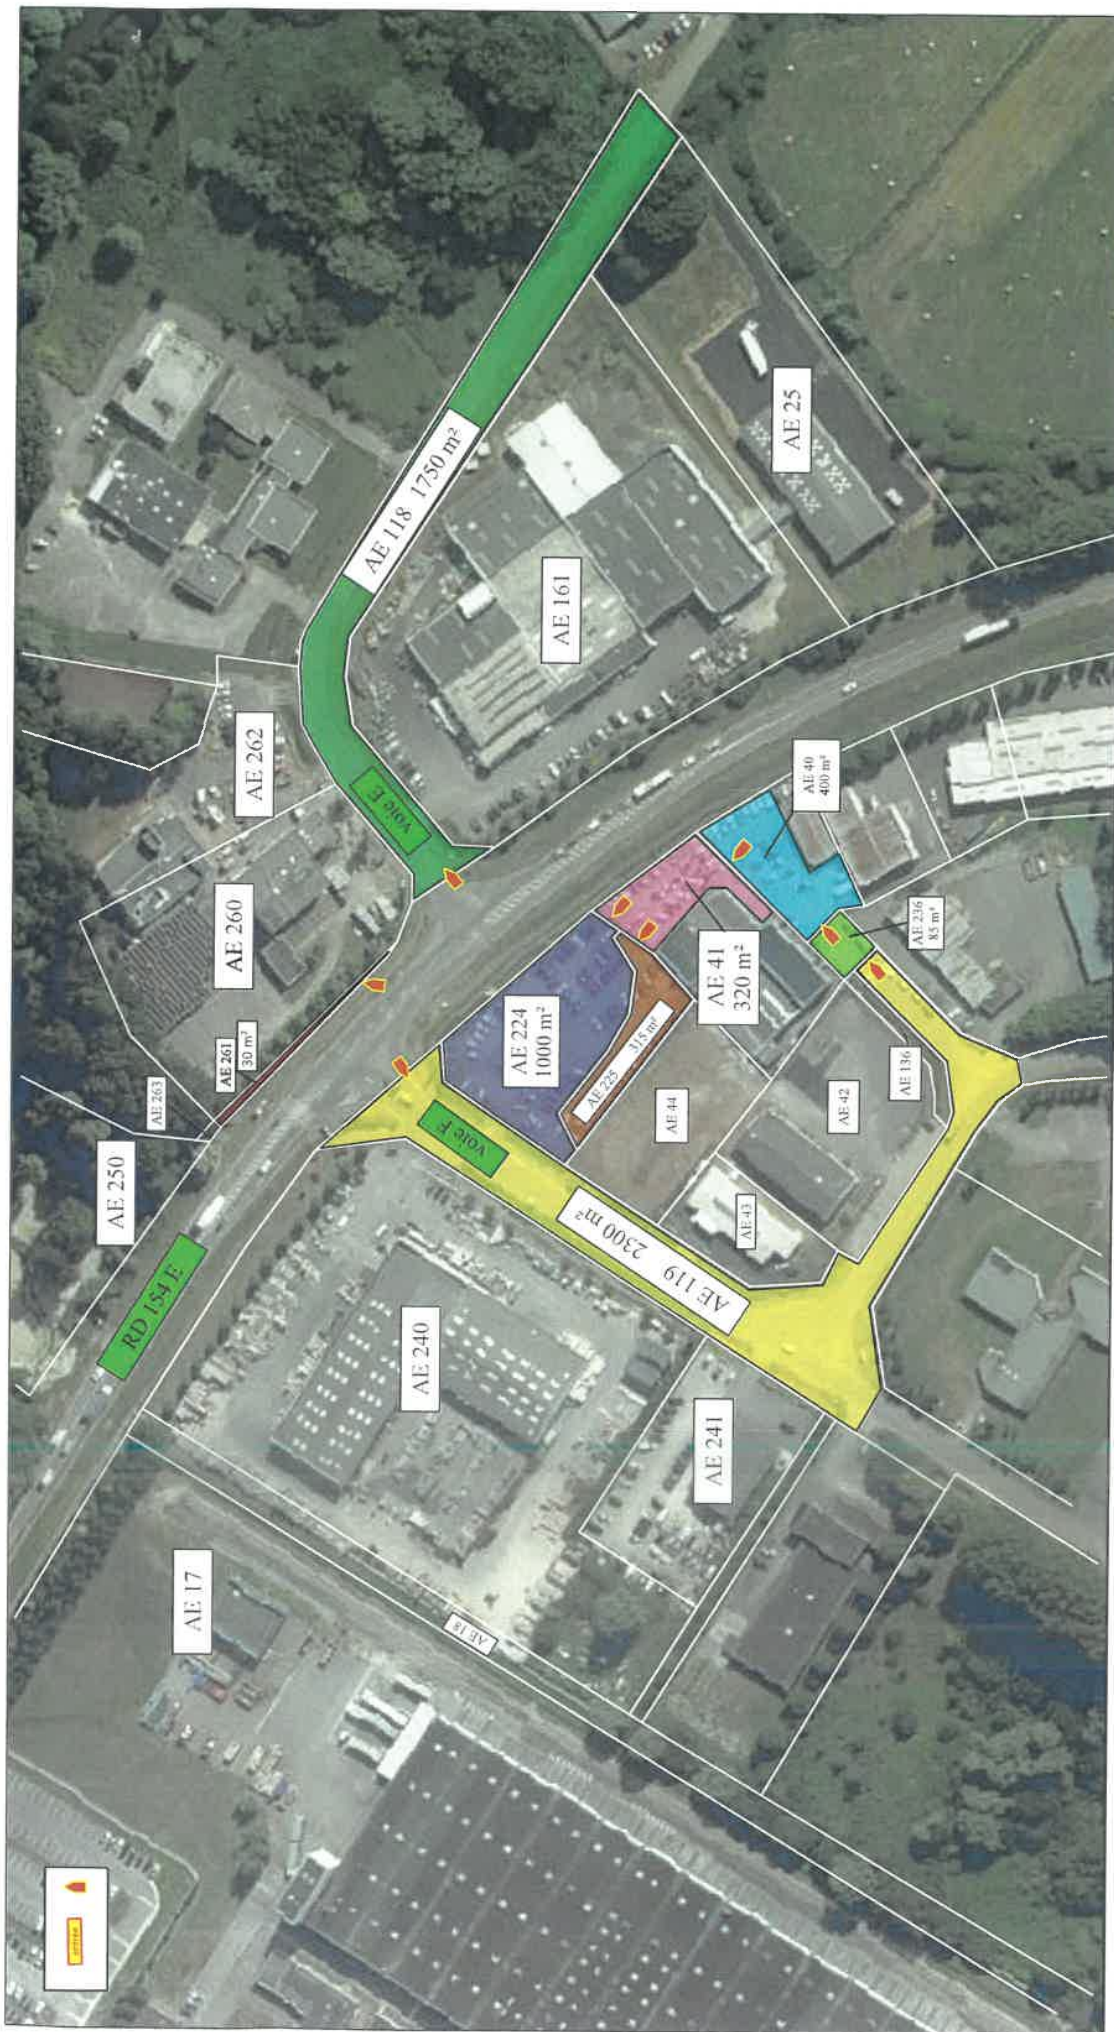 entrée
AE 17
RD 154 E
AE 250
AE 263
AE 261
30 m²
AE 260
AE 262
AE 18
AE 240
AE 241
voie F
AE 119 2300 m²
AE 224
1000 m²
AE 225 315 m²
AE 44
AE 43
AE 42
AE 136
AE 41
320 m²
AE 236
85 m²
AE 40
400 m²
voie E
AE 118 1750 m²
AE 161
AE 25